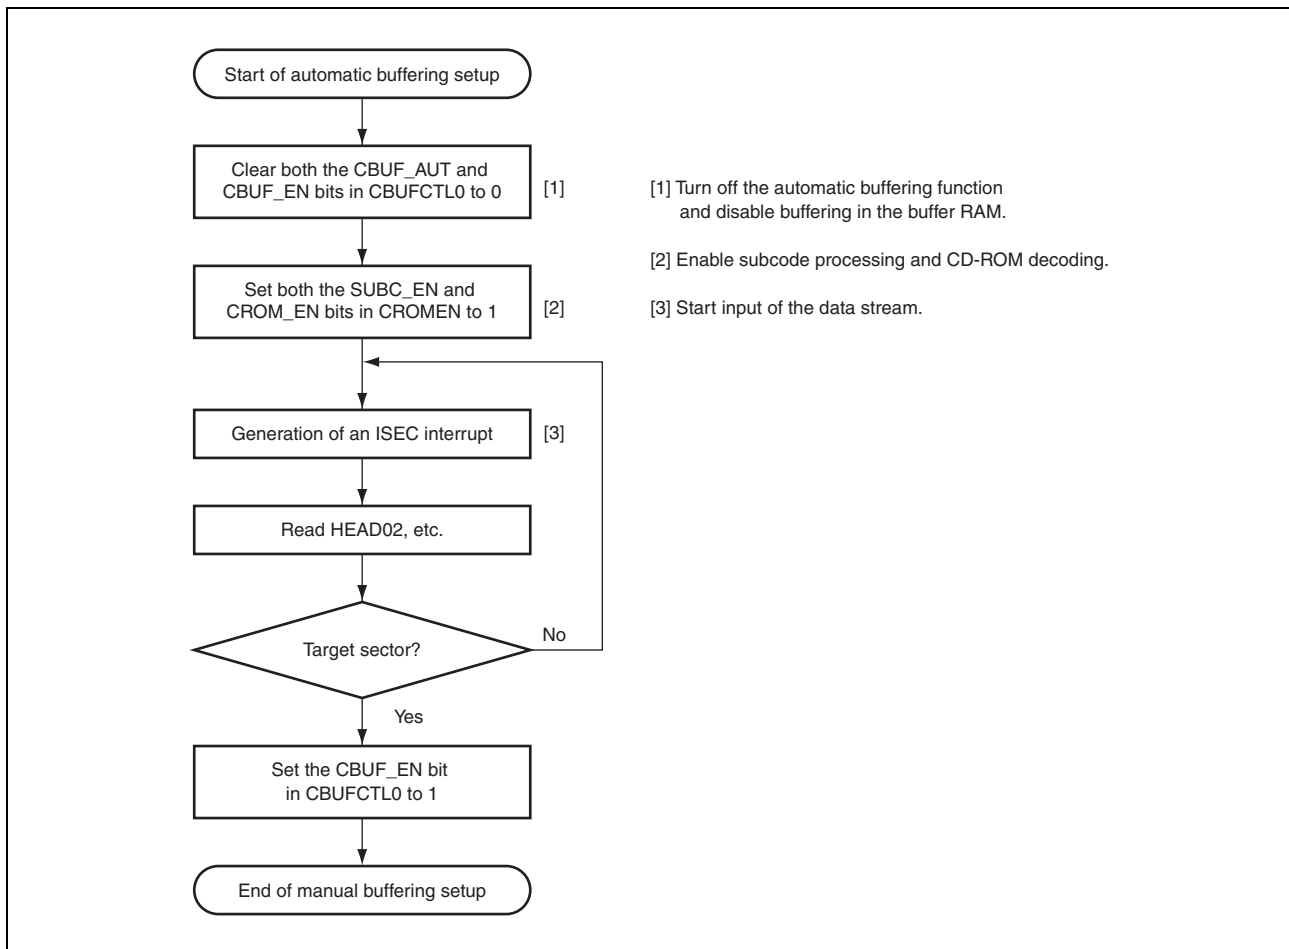 Start of automatic buffering setup
Clear both the CBUF_AUT and
CBUF_EN bits in CBUFCTL0 to 0
[1]
[1] Turn off the automatic buffering function
and disable buffering in the buffer RAM.
[2] Enable subcode processing and CD-ROM decoding.
Set both the SUBC_EN and
CROM_EN bits in CROMEN to 1
[2]
[3] Start input of the data stream.
Generation of an ISEC interrupt
[3]
Read HEAD02, etc.
Target sector?
No
Yes
Set the CBUF_EN bit
in CBUFCTL0 to 1
End of manual buffering setup